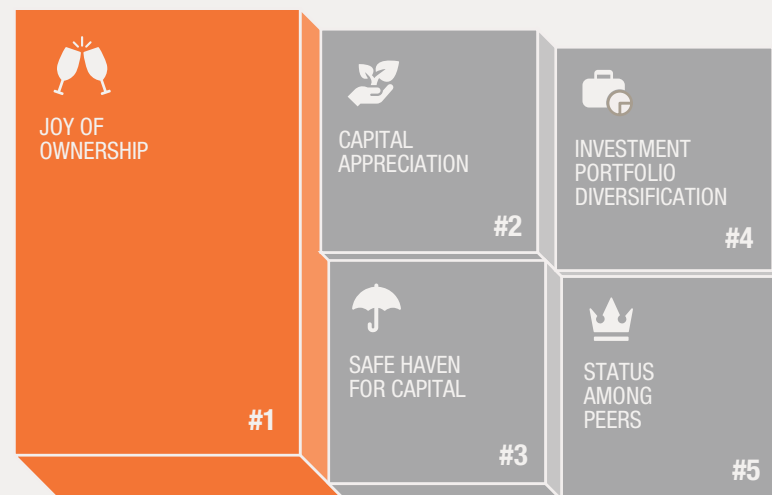 JOY OF
OWNERSHIP
#1
CAPITAL
APPRECIATION
#2
SAFE HAVEN
FOR CAPITAL
#3
INVESTMENT
PORTFOLIO
DIVERSIFICATION
#4
STATUS
AMONG
PEERS
#5